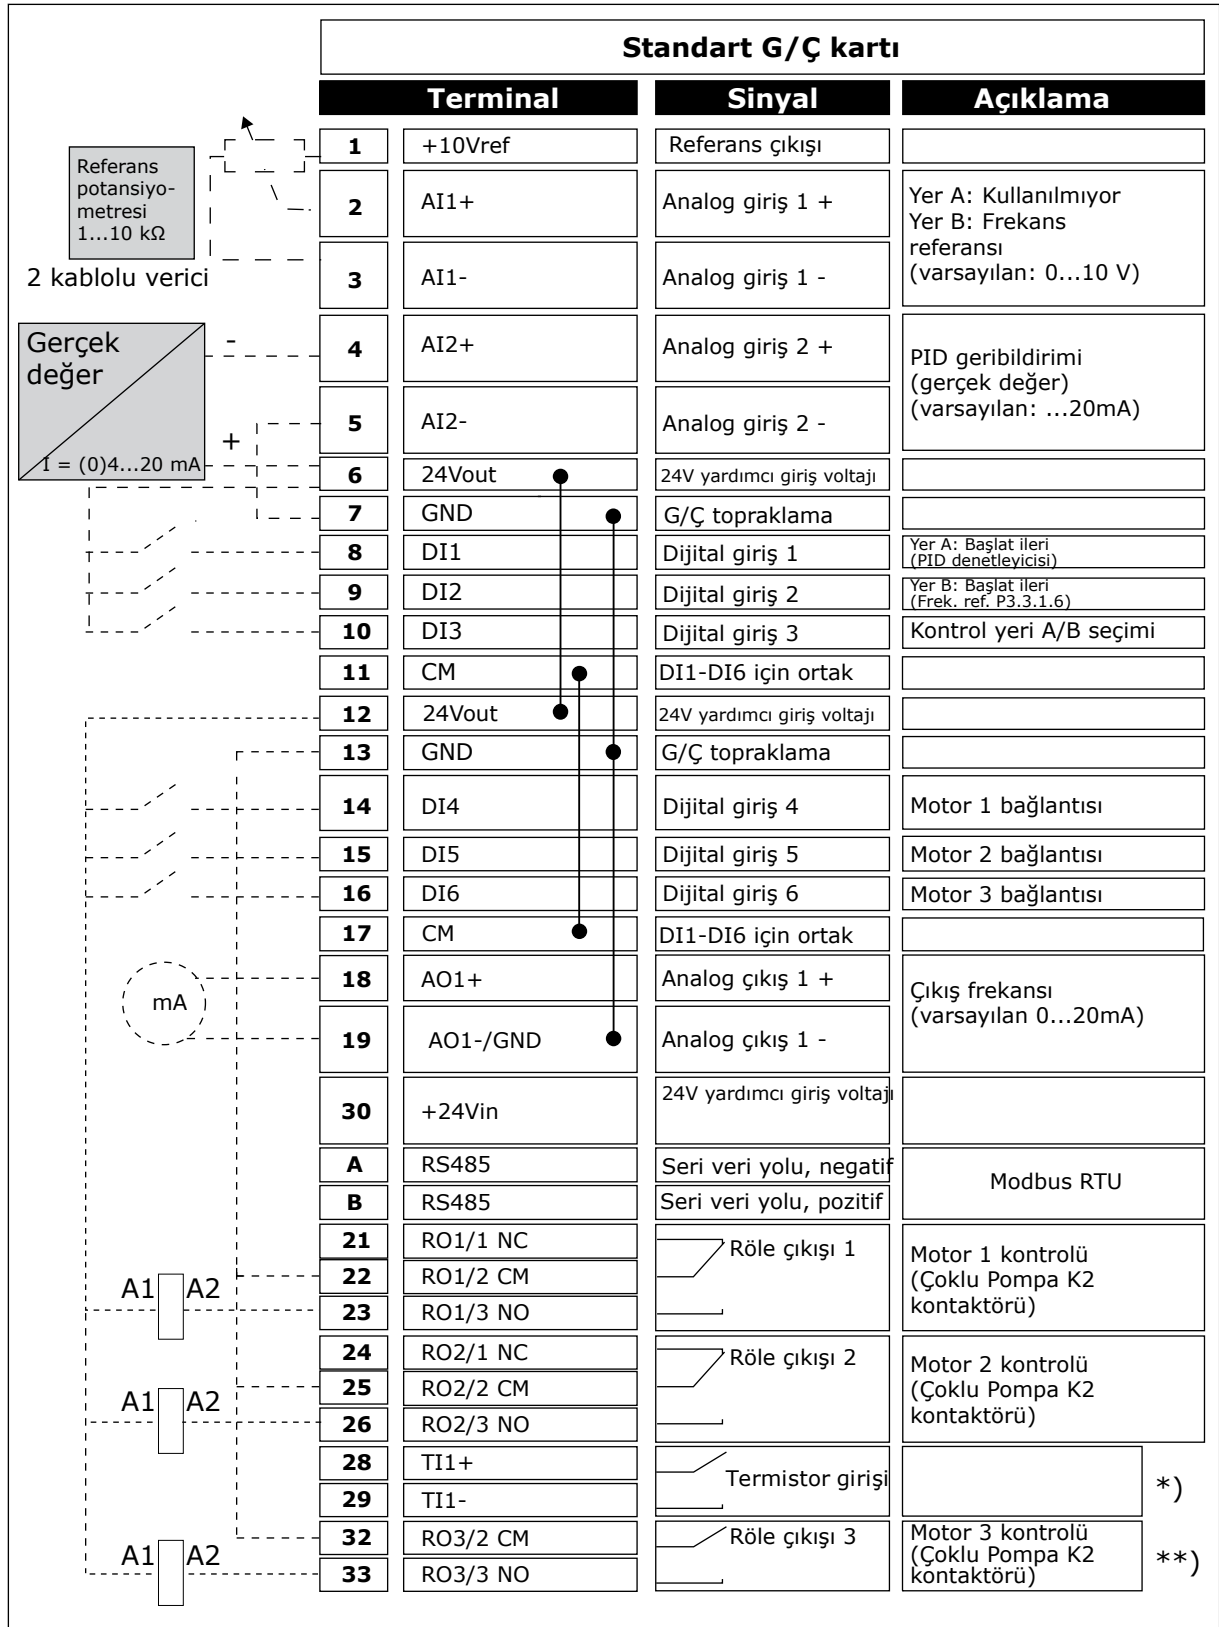 Standart G/Ç kartı
Terminal Sinyal Açıklama
Referans
potansiyo-
metresi
1...10 kΩ
2 kablolu verici
Gerçek
değer
-
+
I = (0)4...20 mA
1 +10Vref Referans çıkışı
2 AI1+ Analog giriş 1 +
3 AI1- Analog giriş 1 -
Yer A: Kullanılmıyor
Yer B: Frekans
referansı
(varsayılan: 0...10 V)
4 AI2+ Analog giriş 2 +
5 AI2- Analog giriş 2 -
PID geribildirimi
(gerçek değer)
(varsayılan: ...20mA)
6 24Vout 24V yardımcı giriş voltajı
7 GND G/Ç topraklama
8 DI1 Dijital giriş 1
Yer A: Başlat ileri
(PID denetleyicisi)
9 DI2 Dijital giriş 2
Yer B: Başlat ileri
(Frek. ref. P3.3.1.6)
10 DI3 Dijital giriş 3 Kontrol yeri A/B seçimi
11 CM DI1-DI6 için ortak
12 24Vout 24V yardımcı giriş voltajı
13 GND G/Ç topraklama
14 DI4 Dijital giriş 4 Motor 1 bağlantısı
15 DI5 Dijital giriş 5 Motor 2 bağlantısı
16 DI6 Dijital giriş 6 Motor 3 bağlantısı
17 CM DI1-DI6 için ortak
mA
18 AO1+ Analog çıkış 1 +
19 AO1-/GND Analog çıkış 1 -
Çıkış frekansı
(varsayılan 0...20mA)
30 +24Vin 24V yardımcı giriş voltajı
A RS485 Seri veri yolu, negatif
B RS485 Seri veri yolu, pozitif
Modbus RTU
21 RO1/1 NC Röle çıkışı 1
22 RO1/2 CM
23 RO1/3 NO
A1 A2
Motor 1 kontrolü
(Çoklu Pompa K2
kontaktörü)
24 RO2/1 NC Röle çıkışı 2
25 RO2/2 CM
26 RO2/3 NO
A1 A2
Motor 2 kontrolü
(Çoklu Pompa K2
kontaktörü)
28 TI1+ Termistor girişi
29 TI1-
*)
32 RO3/2 CM Röle çıkışı 3
33 RO3/3 NO
A1 A2
Motor 3 kontrolü
(Çoklu Pompa K2
kontaktörü)
**)